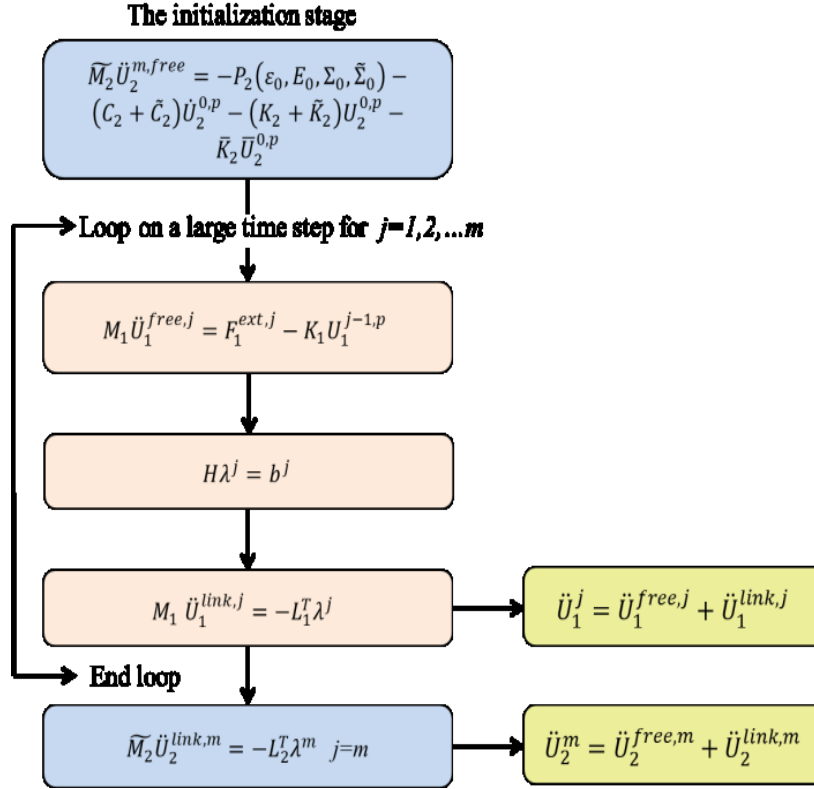 The initialization stage
M̃₂Ü₂^{m,free} = −P₂(ε₀, E₀, Σ₀, Σ̃₀) −
(C₂ + C̃₂)U̇₂^{0,p} − (K₂ + K̃₂)U₂^{0,p} −
K̄₂Ū₂^{0,p}
Loop on a large time step for j=1,2,...m
M₁Ü₁^{free,j} = F₁^{ext,j} − K₁U₁^{j−1,p}
Hλ^j = b^j
M₁ Ü₁^{link,j} = −L₁^T λ^j
Ü₁^j = Ü₁^{free,j} + Ü₁^{link,j}
End loop
M̃₂Ü₂^{link,m} = −L₂^T λ^m j=m
Ü₂^m = Ü₂^{free,m} + Ü₂^{link,m}